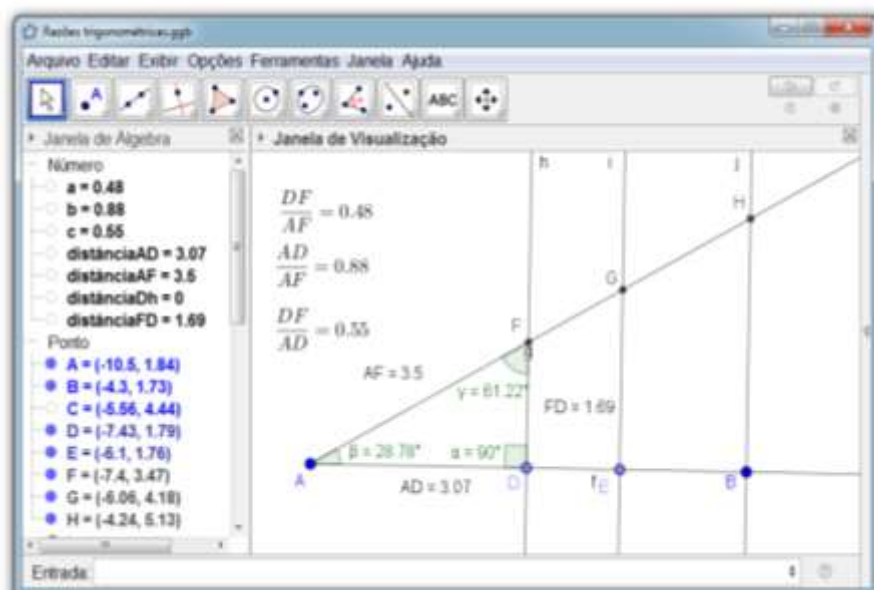 Razões trigonométricas.ggb
Arquivo Editar Exibir Opções Ferramentas Janela Ajuda
A
ABC
Janela de Álgebra
Janela de Visualização
Número
a = 0.48
b = 0.88
c = 0.55
distânciaAD = 3.07
distânciaAF = 3.5
distânciaDh = 0
distânciaFD = 1.69
Ponto
A = (-10.5, 1.84)
B = (-4.3, 1.73)
C = (-5.56, 4.44)
D = (-7.43, 1.79)
E = (-6.1, 1.76)
F = (-7.4, 3.47)
G = (-6.06, 4.18)
H = (-4.24, 5.13)
h i j
DF
AF = 0.48
AD
AF = 0.88
DF
AD = 0.55
H
G
F
AF = 3.5
γ = 61.22°
FD = 1.69
β = 28.78°
α = 90°
A
AD = 3.07
D
f
E
B
Entrada: